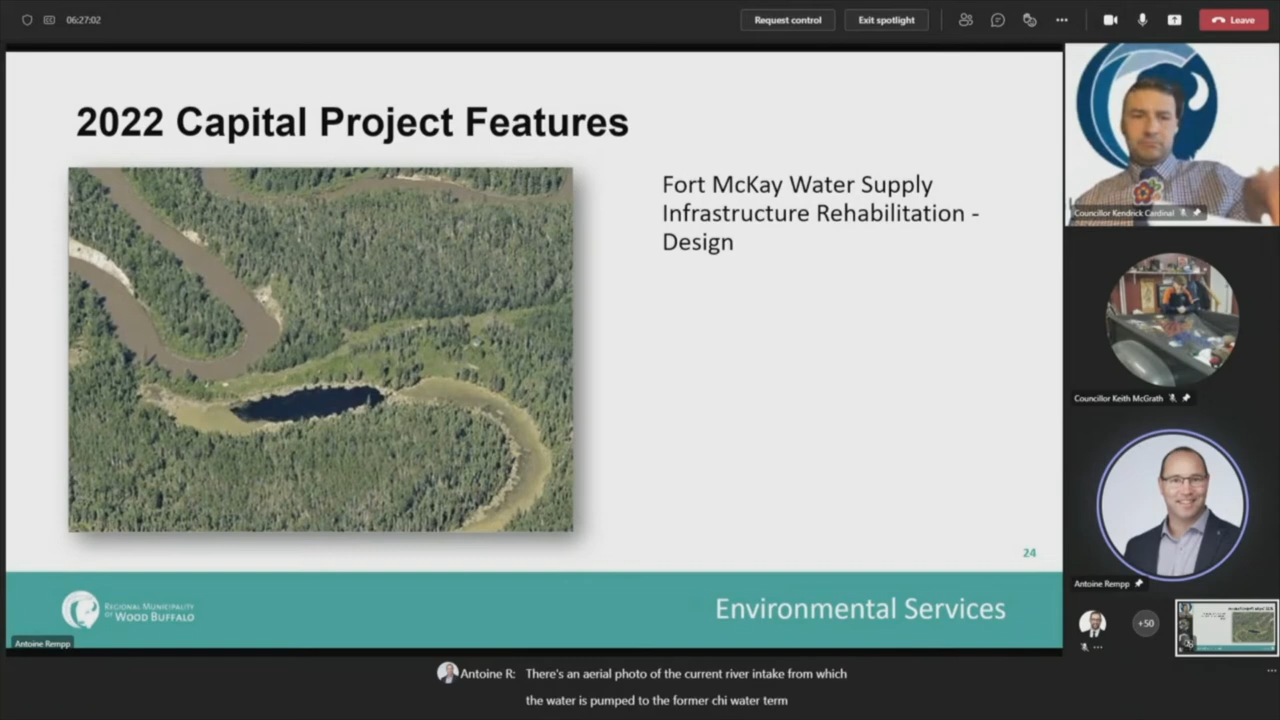 06:27:02
Request control
Exit spotlight
Leave
2022 Capital Project Features
Fort McKay Water Supply
Infrastructure Rehabilitation -
Design
24
REGIONAL MUNICIPALITY
OF WOOD BUFFALO
Environmental Services
Antoine Rempp
Councillor Kendrick Cardinal
Councillor Keith McGrath
Antoine Rempp
+50
Antoine R: There's an aerial photo of the current river intake from which
the water is pumped to the former chi water term